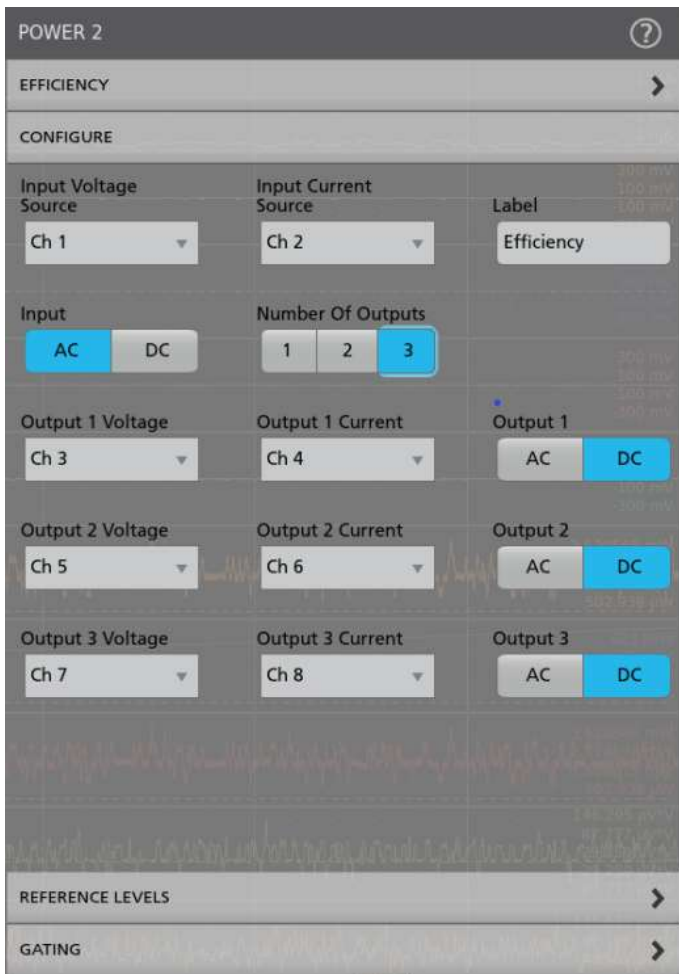 POWER 2
?
EFFICIENCY
CONFIGURE
Input Voltage Source
Input Current Source
Label
Ch 1
Ch 2
Efficiency
Input
Number Of Outputs
AC DC
1 2 3
Output 1 Voltage
Output 1 Current
Output 1
Ch 3
Ch 4
AC DC
Output 2 Voltage
Output 2 Current
Output 2
Ch 5
Ch 6
AC DC
Output 3 Voltage
Output 3 Current
Output 3
Ch 7
Ch 8
AC DC
REFERENCE LEVELS
GATING